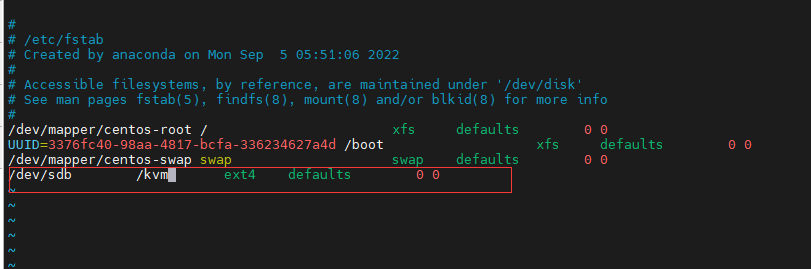 #
# /etc/fstab
# Created by anaconda on Mon Sep  5 05:51:06 2022
#
# Accessible filesystems, by reference, are maintained under '/dev/disk'
# See man pages fstab(5), findfs(8), mount(8) and/or blkid(8) for more info
#
/dev/mapper/centos-root /                       xfs     defaults        0 0
UUID=3376fc40-98aa-4817-bcfa-336234627a4d /boot                   xfs     defaults        0 0
/dev/mapper/centos-swap swap                    swap    defaults        0 0
/dev/sdb        /kvm      ext4    defaults        0 0
~
~
~
~
~
~